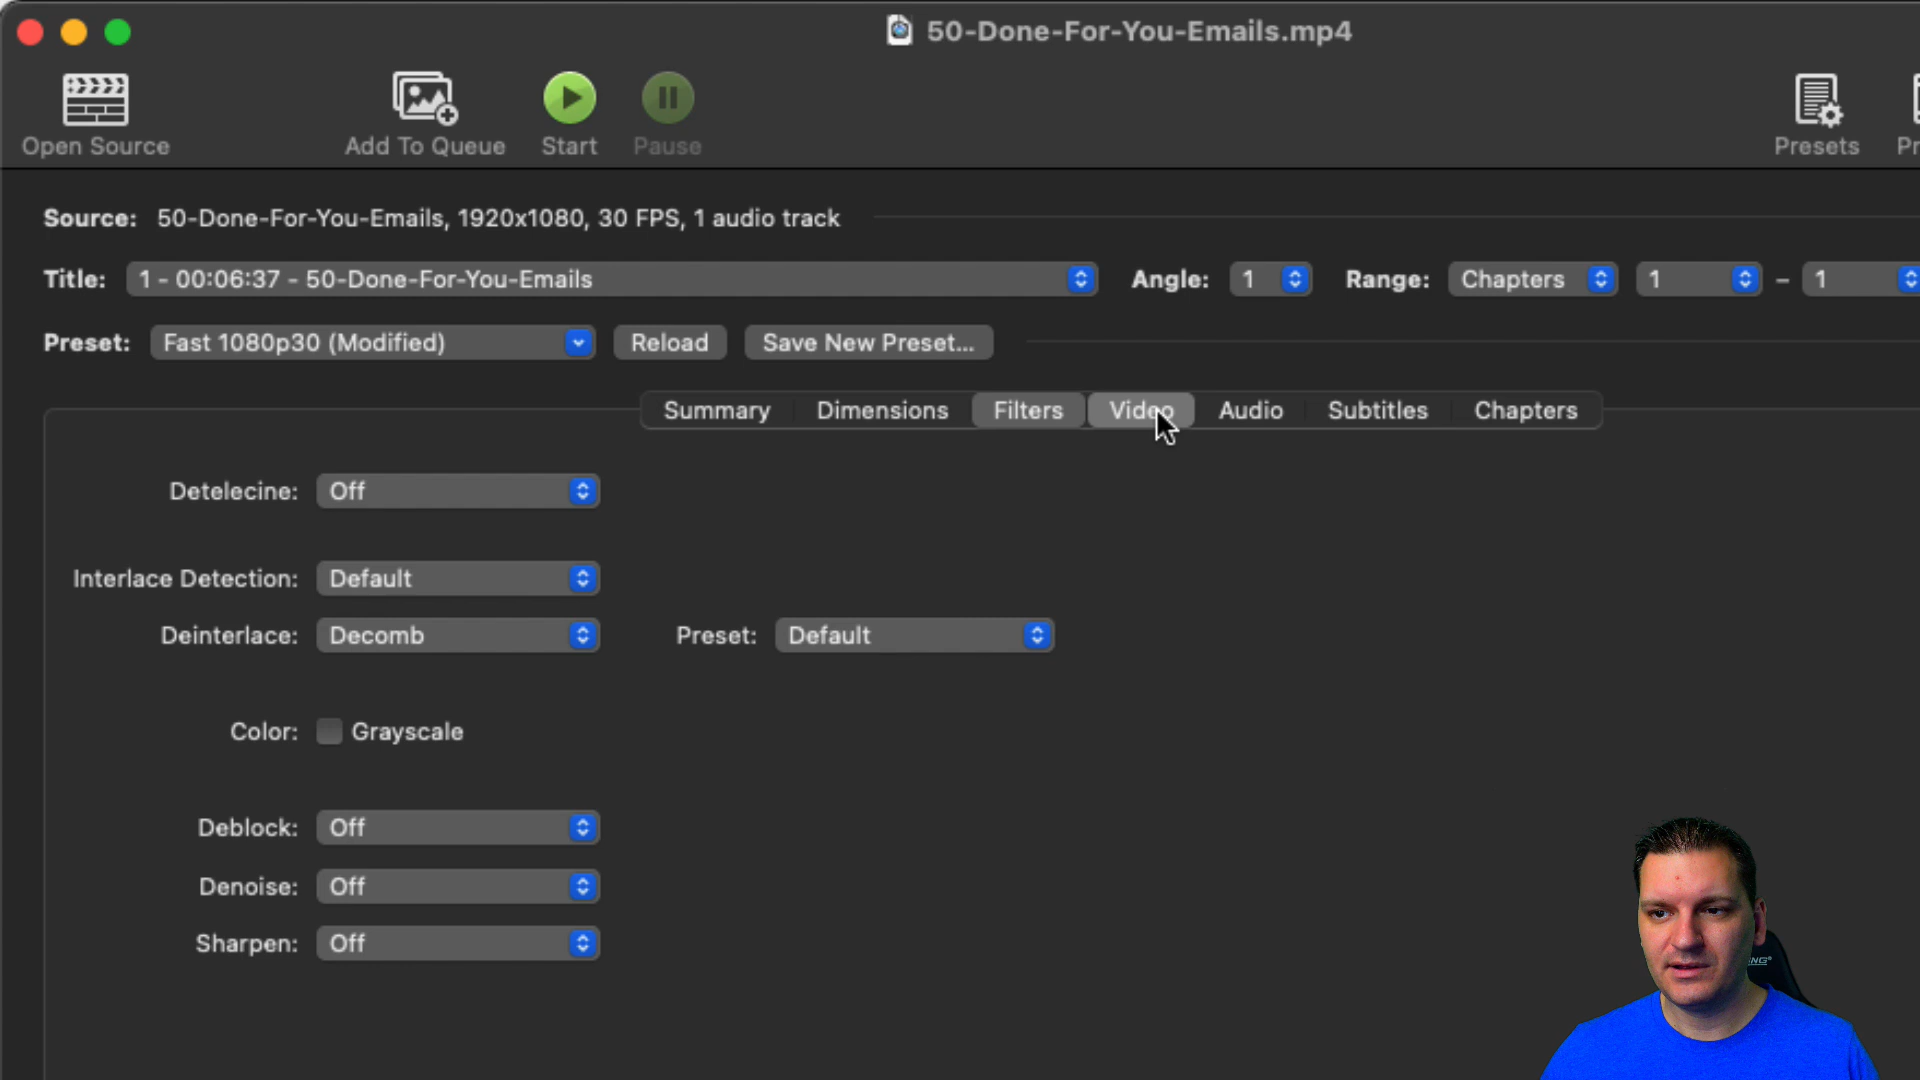 50-Done-For-You-Emails.mp4
Open Source
Add To Queue
Start
Pause
Presets
Source: 50-Done-For-You-Emails, 1920x1080, 30 FPS, 1 audio track
Title: 1 - 00:06:37 - 50-Done-For-You-Emails Angle: 1 Range: Chapters 1 – 1
Preset: Fast 1080p30 (Modified) Reload Save New Preset...
Summary Dimensions Filters Video Audio Subtitles Chapters
Detelecine: Off
Interlace Detection: Default
Deinterlace: Decomb Preset: Default
Color: Grayscale
Deblock: Off
Denoise: Off
Sharpen: Off